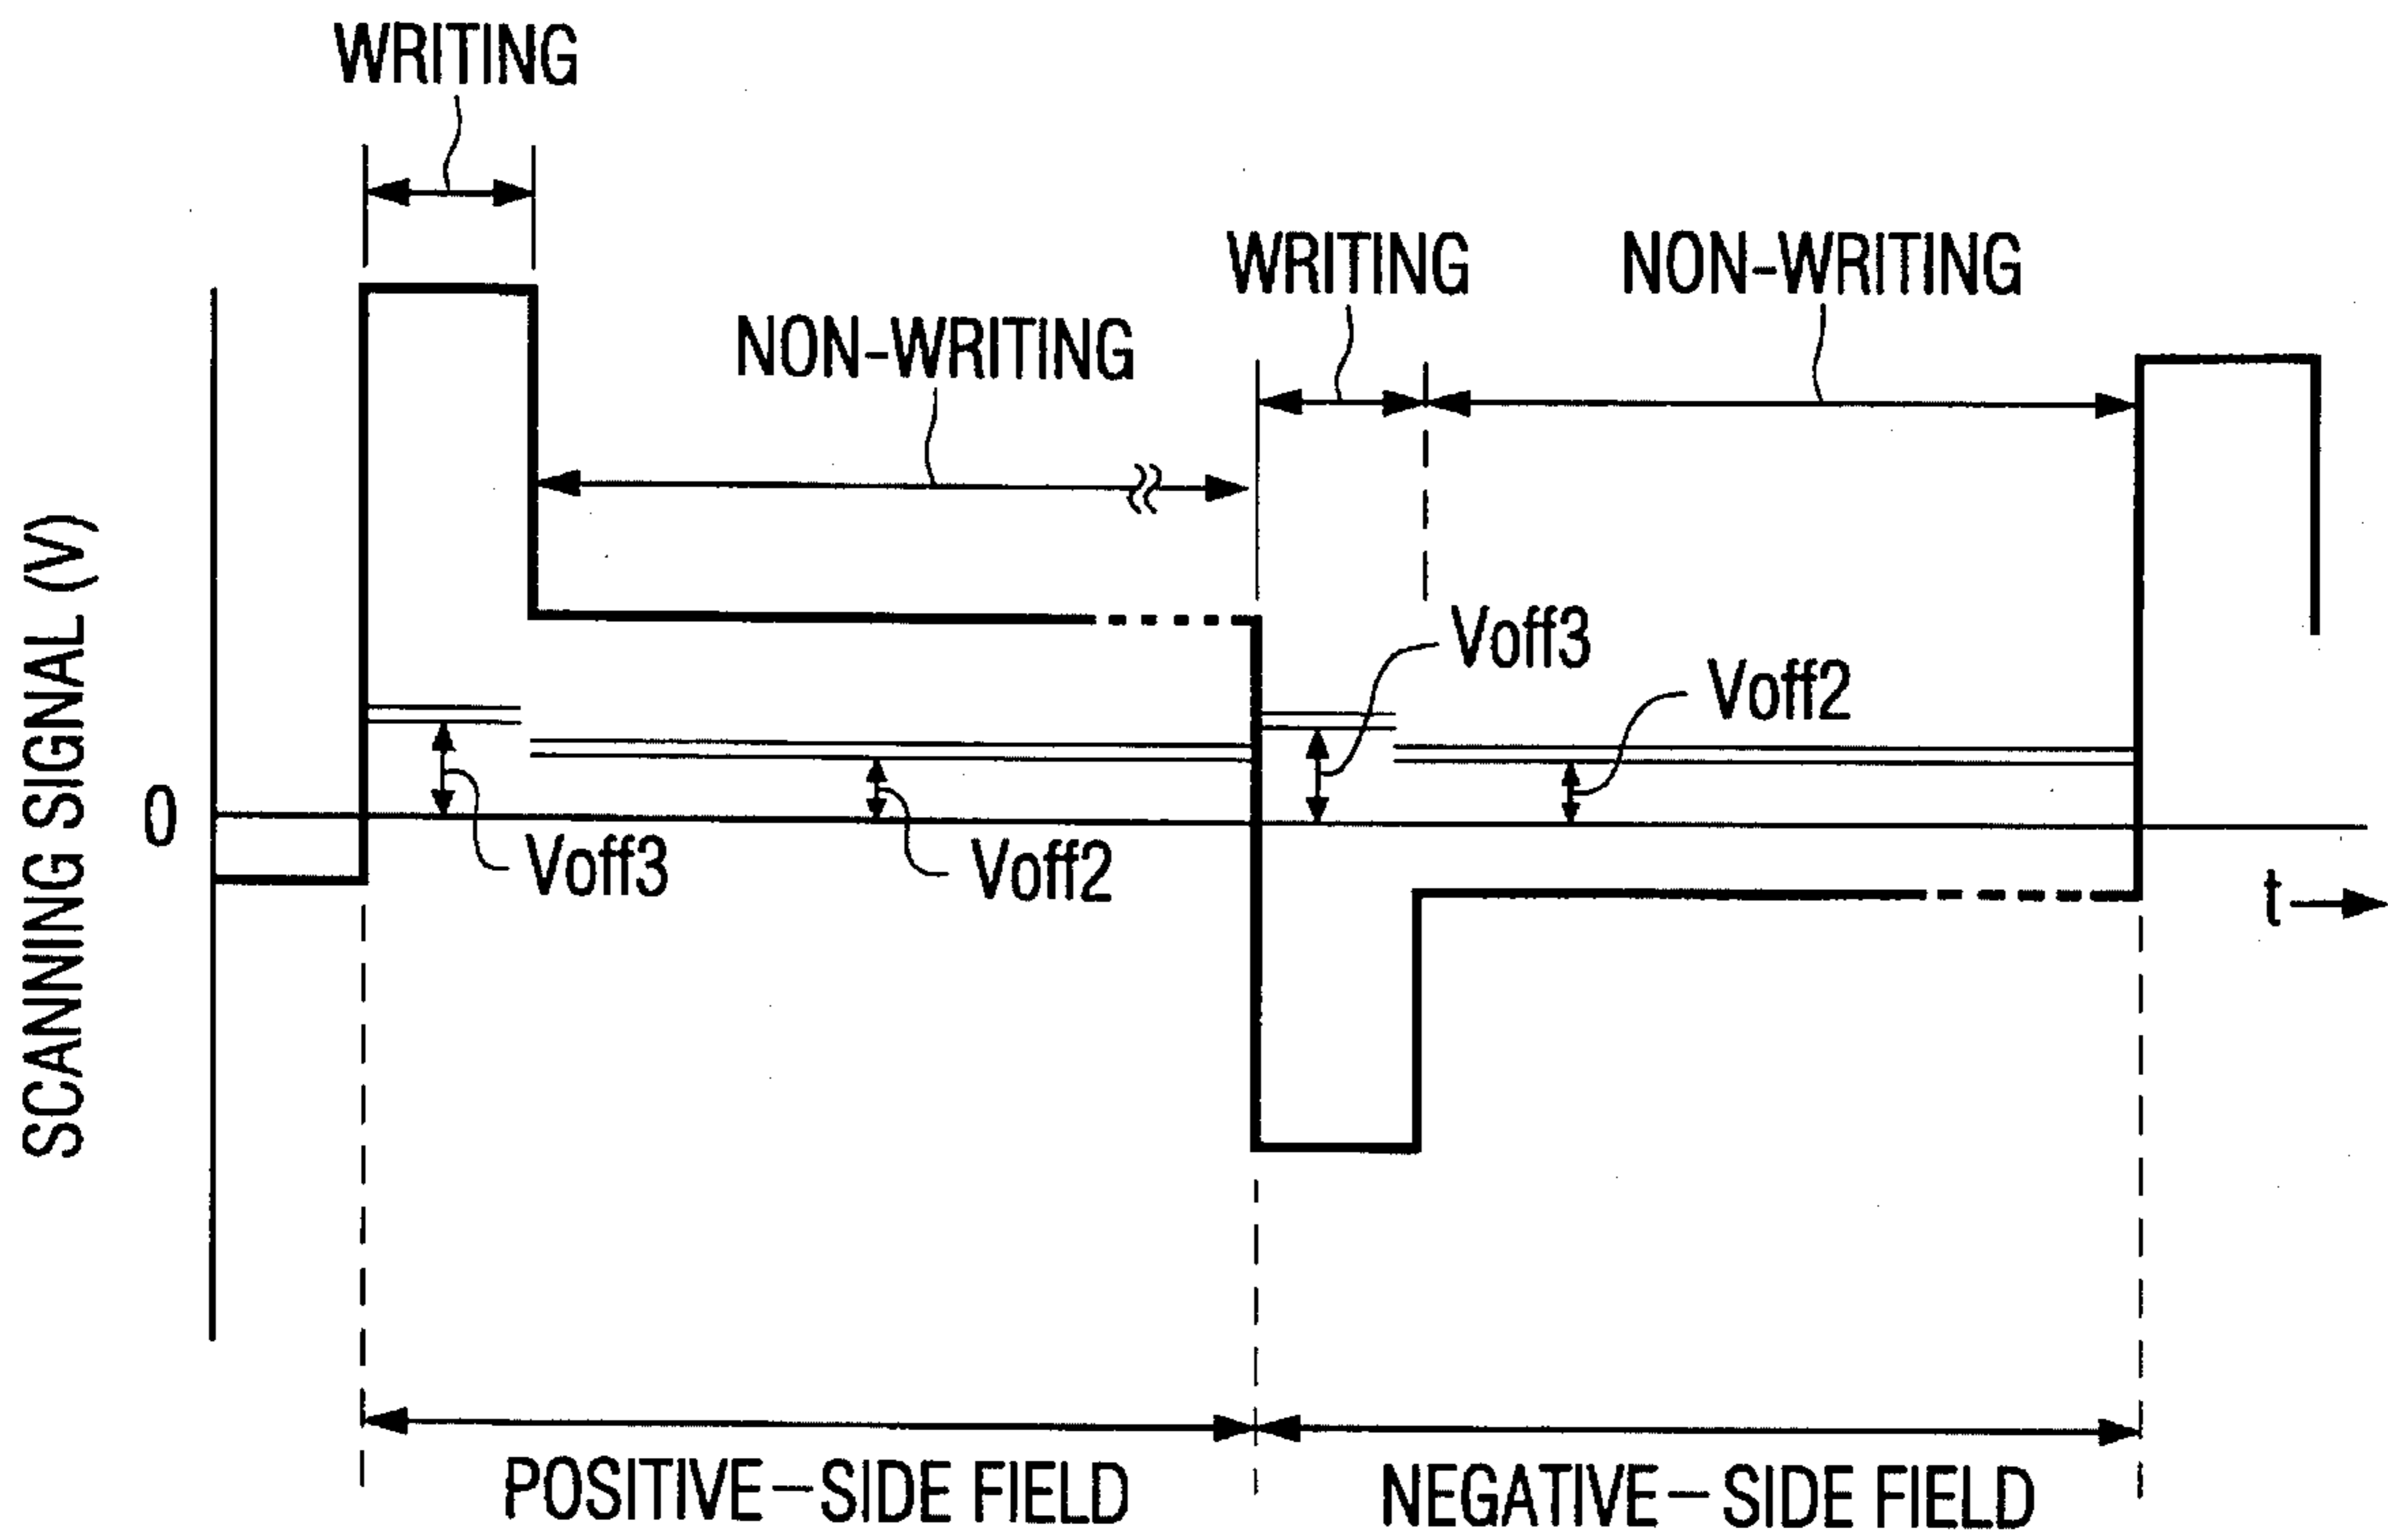 WRITING
WRITING
NON-WRITING
NON-WRITING
SCANNING SIGNAL (V)
Voff3
Voff2
0
Voff3
Voff2
t
POSITIVE-SIDE FIELD
NEGATIVE-SIDE FIELD